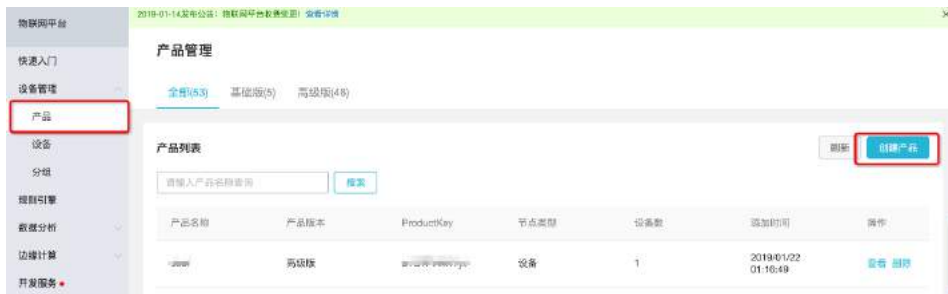 物联网平台
2019-01-14发布公告：物联网平台收费变更！查看详情
快速入门
设备管理
产品
设备
分组
规则引擎
数据分析
边缘计算
开发服务
产品管理
全部(53) 基础版(5) 高级版(48)
产品列表
刷新 创建产品
请输入产品名称查询 搜索
产品名称 产品版本 ProductKey 节点类型 设备数 添加时间 操作
高级版 设备 1 2019/01/22 查看 删除
01:16:49